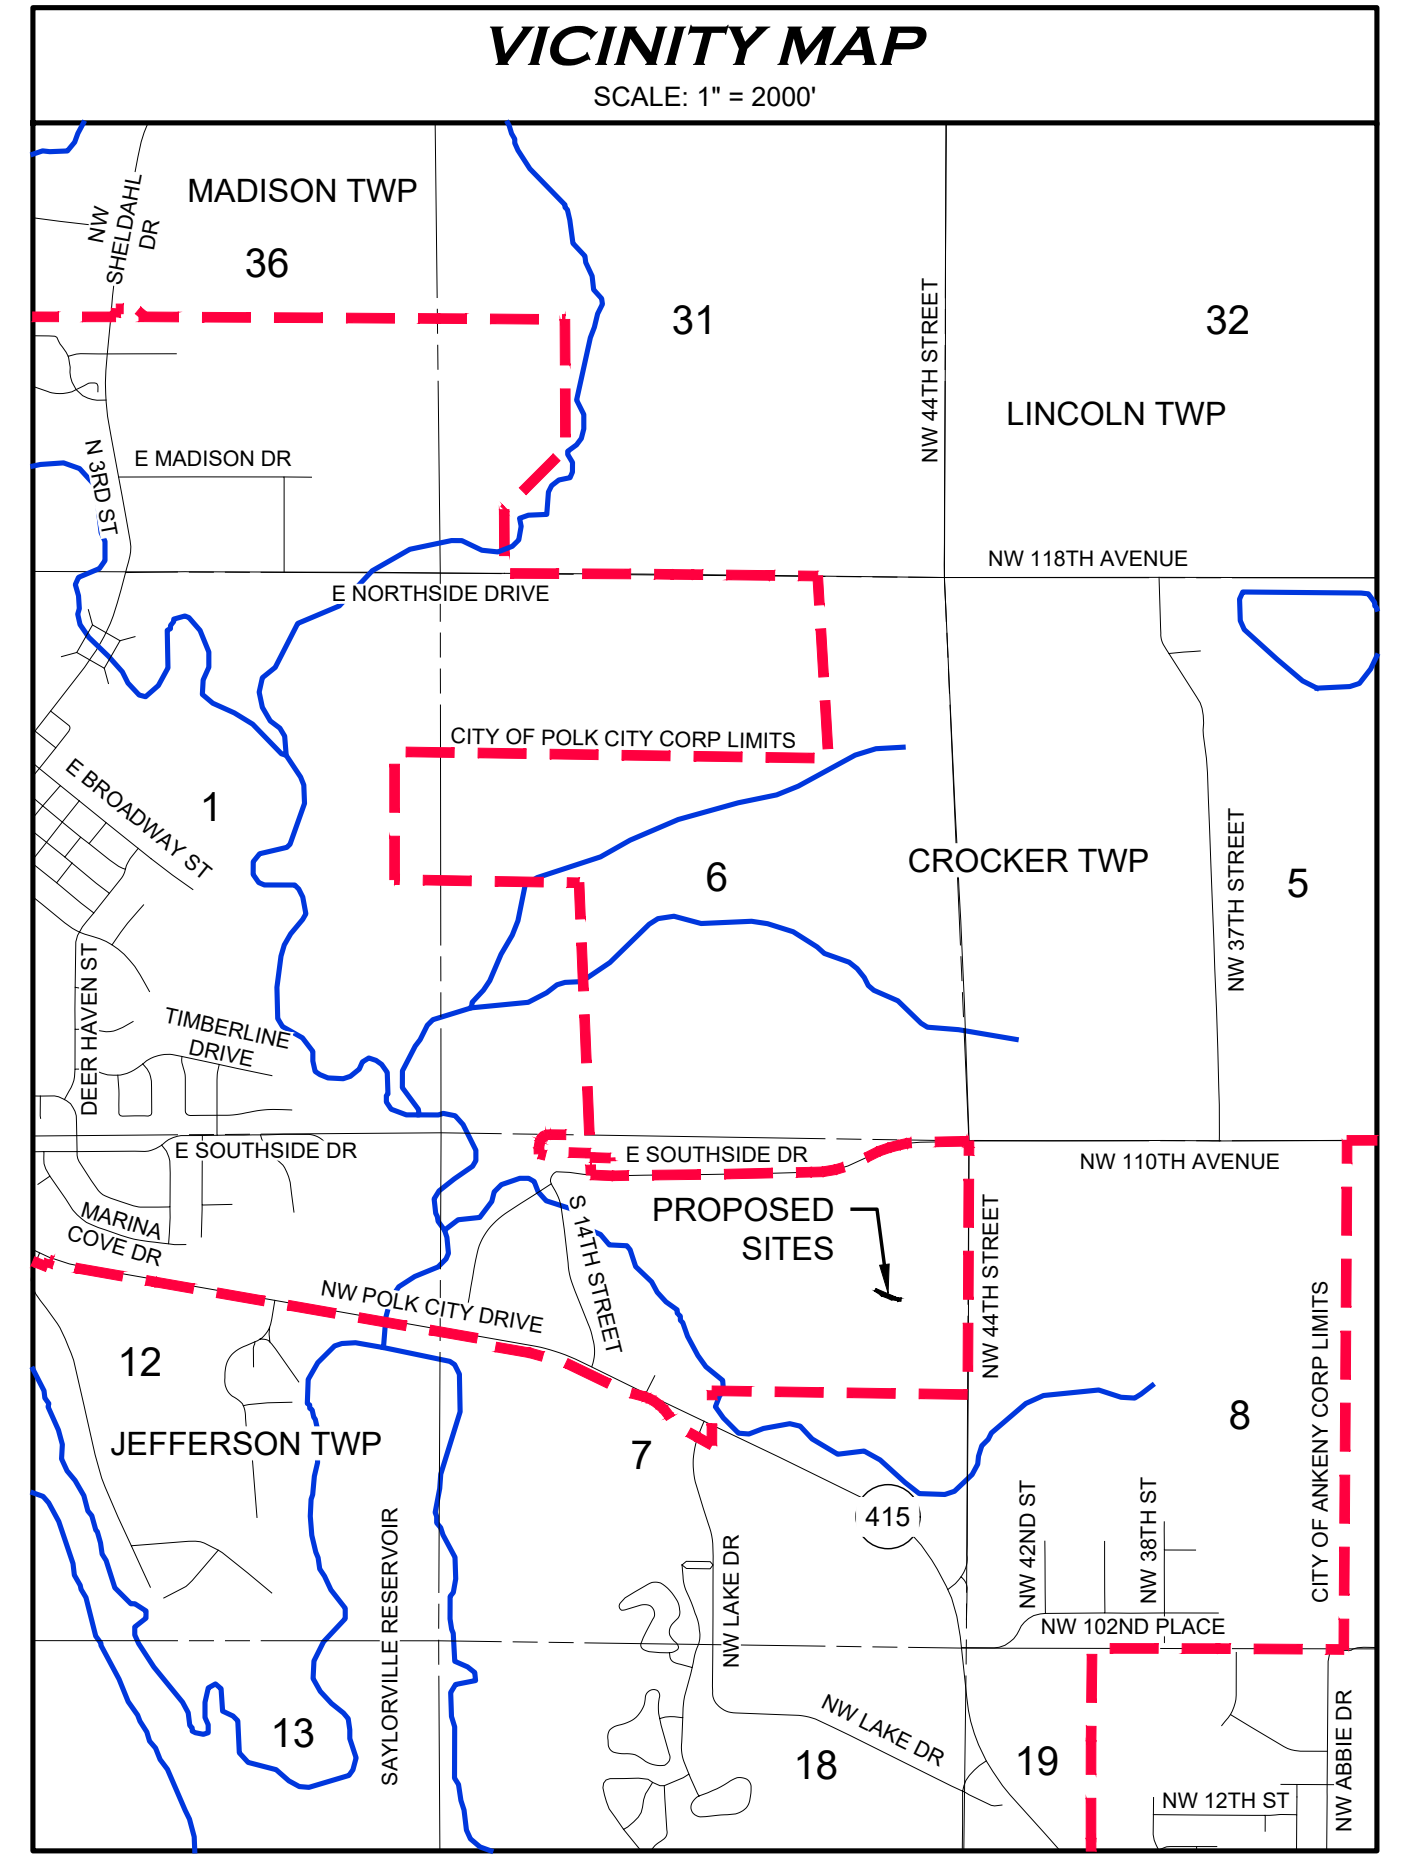 VICINITY MAP
SCALE: 1" = 2000'
MADISON TWP
NW
SHELDAHL
DR
36
31
NW 44TH STREET
32
LINCOLN TWP
N 3RD ST
E MADISON DR
NW 118TH AVENUE
E NORTHSIDE DRIVE
CITY OF POLK CITY CORP LIMITS
E BROADWAY ST
1
6
CROCKER TWP
NW 37TH STREET
5
DEER HAVEN ST
TIMBERLINE
DRIVE
E SOUTHSIDE DR
E SOUTHSIDE DR
NW 110TH AVENUE
MARINA
COVE DR
S 14TH STREET
PROPOSED
SITES
NW 44TH STREET
NW POLK CITY DRIVE
CITY OF ANKENY CORP LIMITS
12
JEFFERSON TWP
7
8
415
SAYLORVILLE RESERVOIR
NW LAKE DR
NW 42ND ST
NW 38TH ST
NW 102ND PLACE
13
NW LAKE DR
18
19
NW 12TH ST
NW ABBIE DR